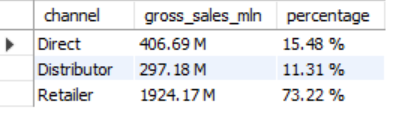 channel gross_sales_mln percentage
Direct 406.69 M 15.48 %
Distributor 297.18 M 11.31 %
Retailer 1924.17 M 73.22 %